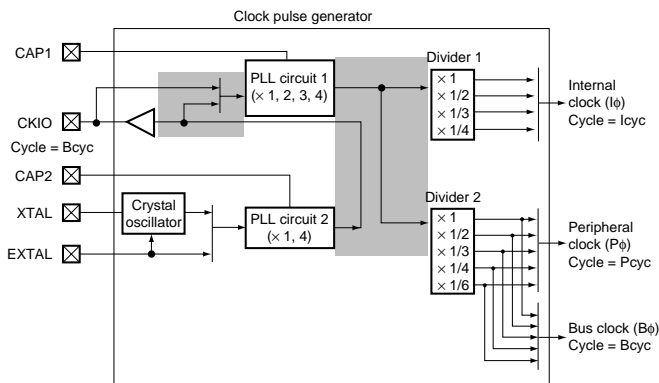 Clock pulse generator
CAP1
PLL circuit 1
(× 1, 2, 3, 4)
Divider 1
× 1
× 1/2
× 1/3
× 1/4
Internal
clock (Iϕ)
Cycle = Icyc
CKIO
Cycle = Bcyc
CAP2
XTAL
Crystal
oscillator
EXTAL
PLL circuit 2
(× 1, 4)
Divider 2
× 1
× 1/2
× 1/3
× 1/4
× 1/6
Peripheral
clock (Pϕ)
Cycle = Pcyc
Bus clock (Bϕ)
Cycle = Bcyc